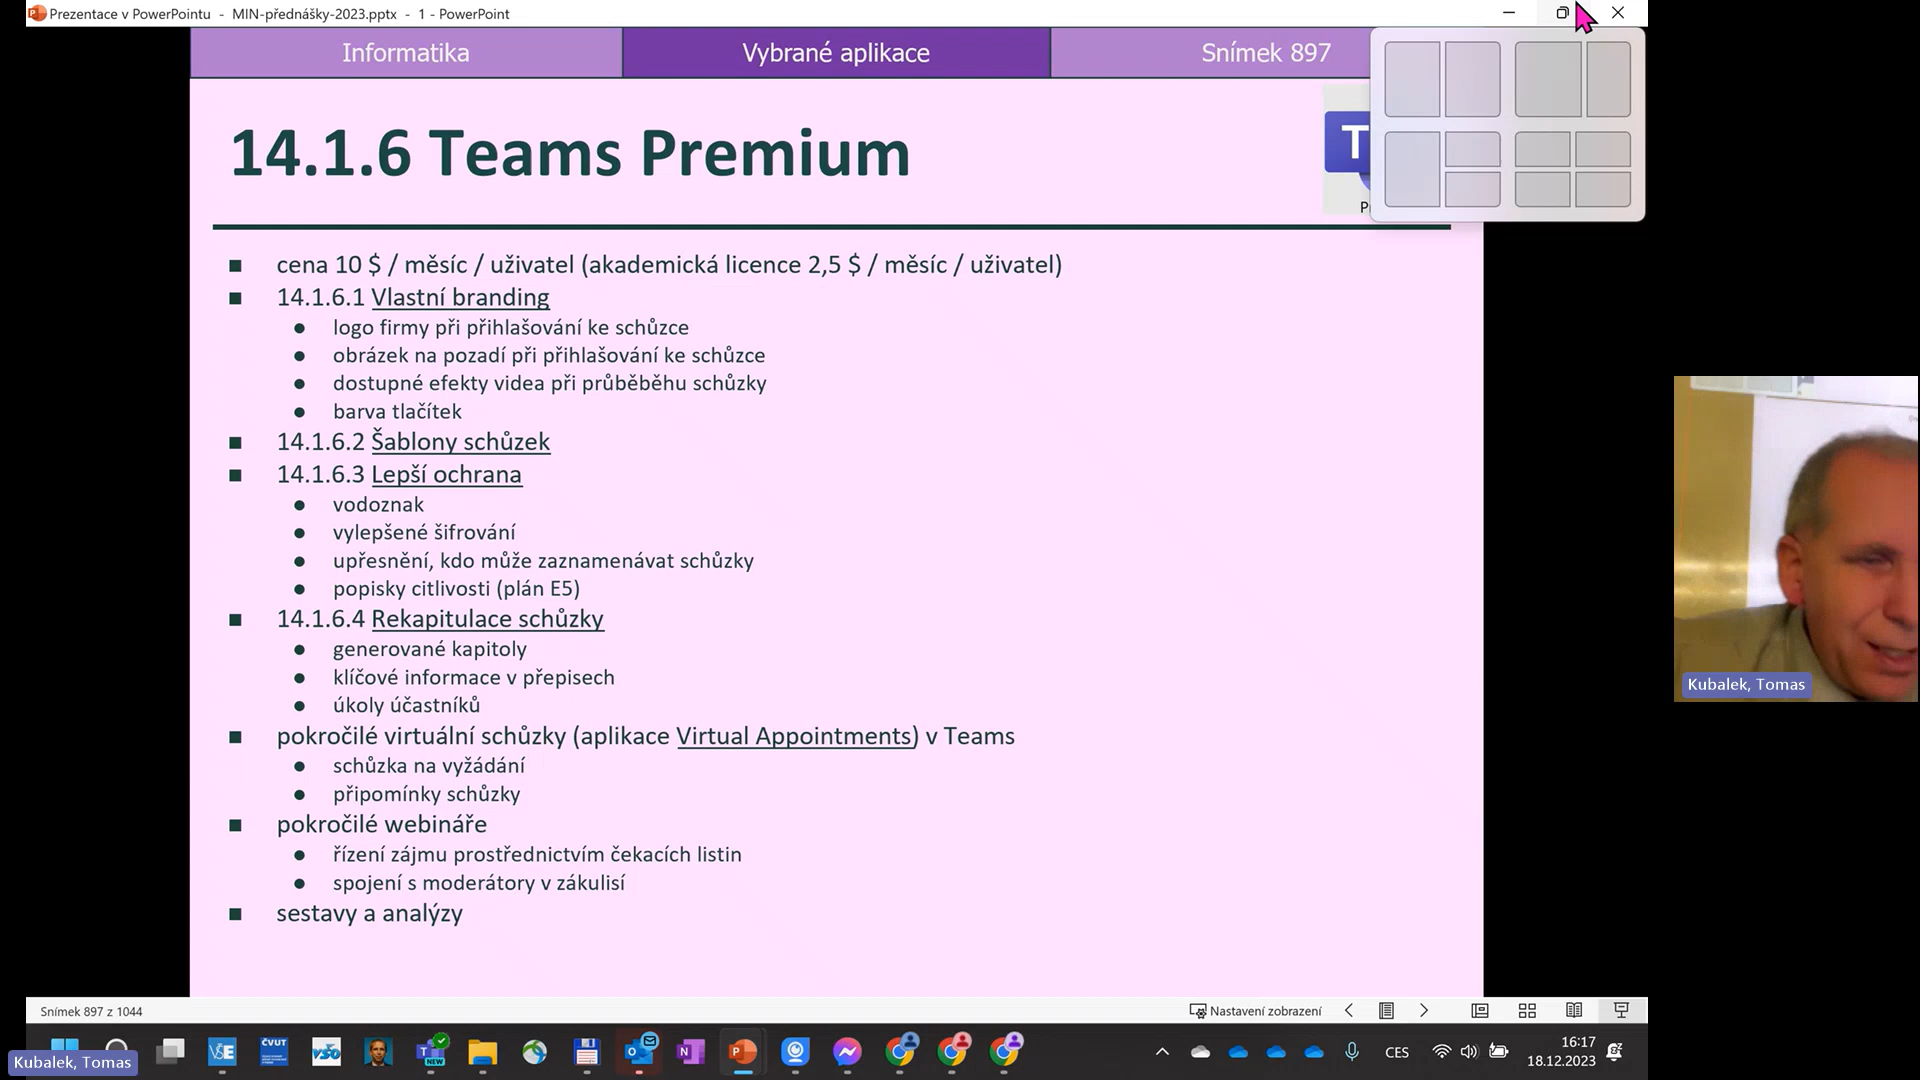 Prezentace v PowerPointu - MIN-přednášky-2023.pptx - 1 - PowerPoint
Informatika
Vybrané aplikace
Snímek 897
14.1.6 Teams Premium
T
cena 10 $ / měsíc / uživatel (akademická licence 2,5 $ / měsíc / uživatel)
14.1.6.1 Vlastní branding
logo firmy při přihlašování ke schůzce
obrázek na pozadí při přihlašování ke schůzce
dostupné efekty videa při průběběhu schůzky
barva tlačítek
14.1.6.2 Šablony schůzek
14.1.6.3 Lepší ochrana
vodoznak
vylepšené šifrování
upřesnění, kdo může zaznamenávat schůzky
popisky citlivosti (plán E5)
14.1.6.4 Rekapitulace schůzky
generované kapitoly
klíčové informace v přepisech
úkoly účastníků
pokročilé virtuální schůzky (aplikace Virtual Appointments) v Teams
schůzka na vyžádání
připomínky schůzky
pokročilé webináře
řízení zájmu prostřednictvím čekacích listin
spojení s moderátory v zákulisí
sestavy a analýzy
Kubalek, Tomas
Snímek 897 z 1044
Nastavení zobrazení
Kubalek, Tomas
VŠE
ČVUT
VŠO
NEW
CES
16:17
18.12.2023